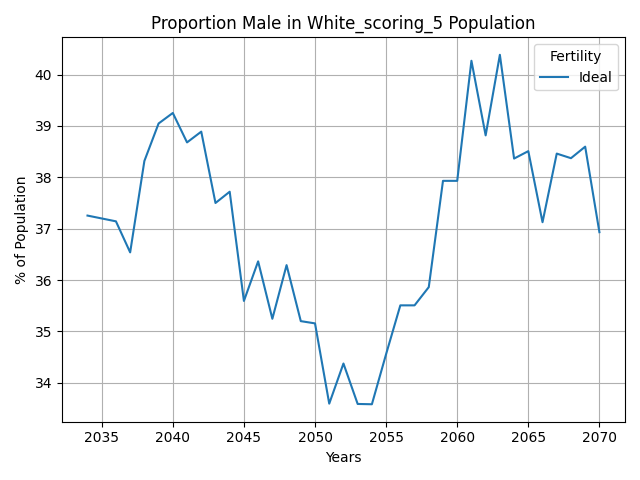 Proportion Male in White_scoring_5 Population
Fertility
Ideal
% of Population
40
39
38
37
36
35
34
2035 2040 2045 2050 2055 2060 2065 2070
Years